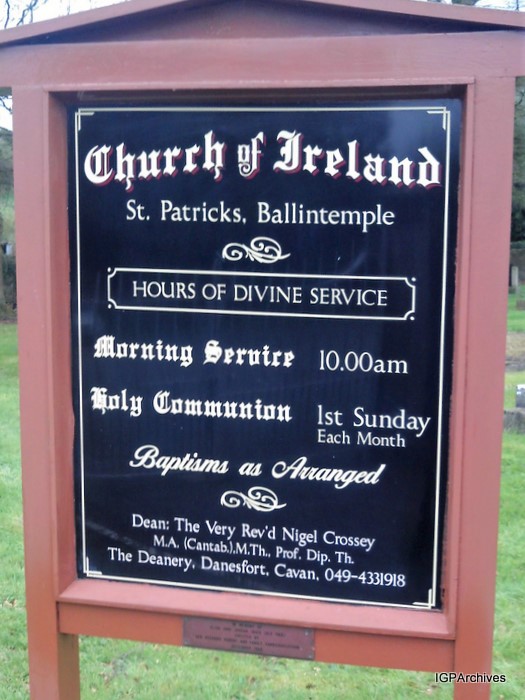 Church of Ireland
St. Patricks, Ballintemple
HOURS OF DIVINE SERVICE
Morning Service 10.00am
Holy Communion 1st Sunday
Each Month
Baptisms as Arranged
Dean: The Very Rev'd Nigel Crossey
M.A. (Cantab.),M.Th., Prof. Dip. Th.
The Deanery, Danesfort, Cavan, 049-4331918
IGPArchives